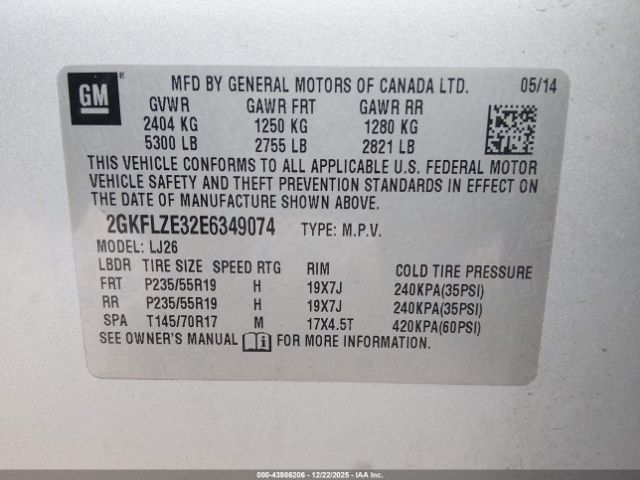 GM ®
MFD BY GENERAL MOTORS OF CANADA LTD. 05/14
GVWR GAWR FRT GAWR RR
2404 KG 1250 KG 1280 KG
5300 LB 2755 LB 2821 LB
THIS VEHICLE CONFORMS TO ALL APPLICABLE U.S. FEDERAL MOTOR
VEHICLE SAFETY AND THEFT PREVENTION STANDARDS IN EFFECT ON
THE DATE OF MANUFACTURE SHOWN ABOVE.
2GKFLZE32E6349074 TYPE: M.P.V.
MODEL: LJ26
LBDR TIRE SIZE SPEED RTG RIM COLD TIRE PRESSURE
FRT P235/55R19 H 19X7J 240KPA(35PSI)
RR P235/55R19 H 19X7J 240KPA(35PSI)
SPA T145/70R17 M 17X4.5T 420KPA(60PSI)
SEE OWNER'S MANUAL i FOR MORE INFORMATION.
000-43986206 - 12/22/2025 - IAAI.COM